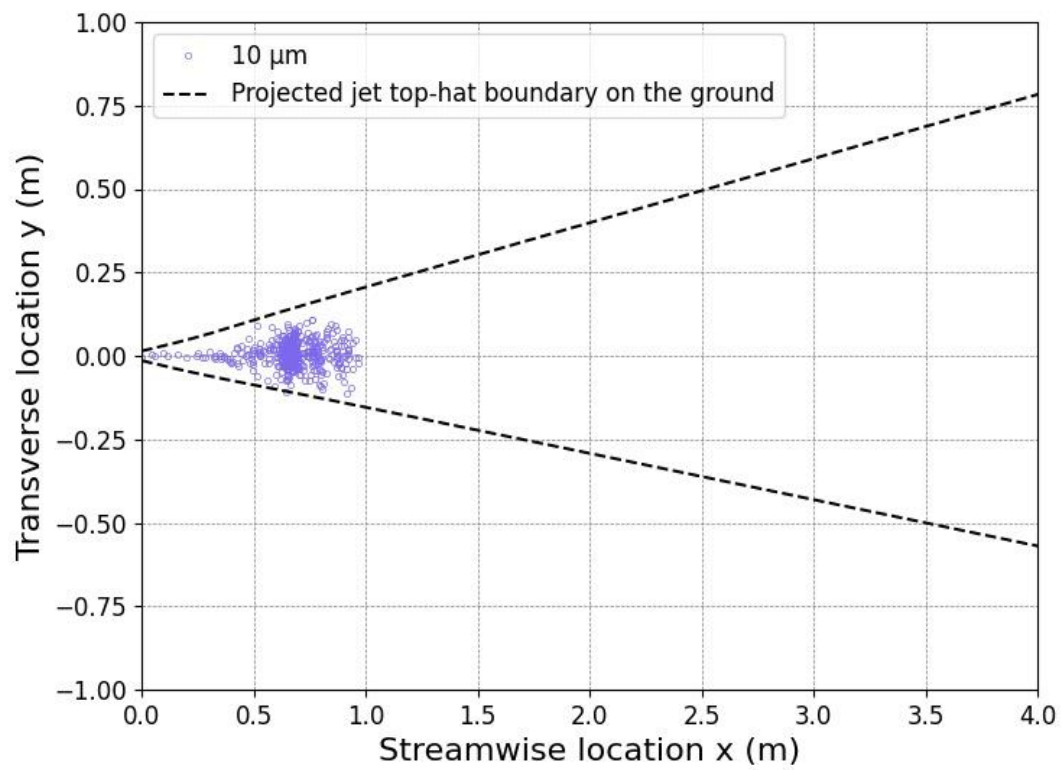 1.00
0.75
0.50
0.25
0.00
−0.25
−0.50
−0.75
−1.00
Transverse location y (m)
10 μm
Projected jet top-hat boundary on the ground
0.0 0.5 1.0 1.5 2.0 2.5 3.0 3.5 4.0
Streamwise location x (m)